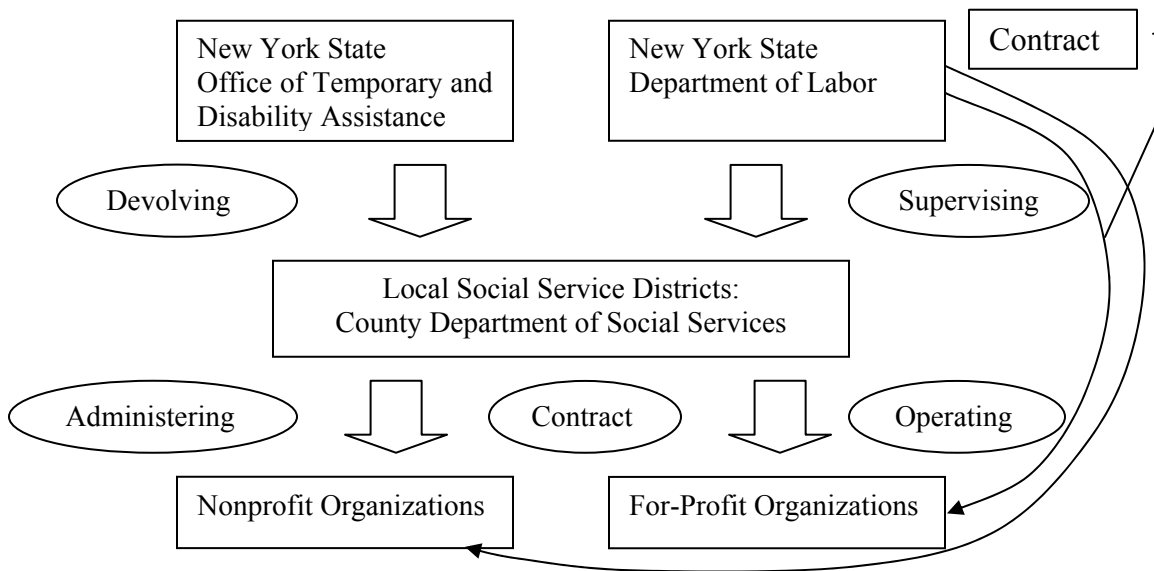 New York State
Office of Temporary and
Disability Assistance
New York State
Department of Labor
Contract
Devolving
Supervising
Local Social Service Districts:
County Department of Social Services
Administering
Contract
Operating
Nonprofit Organizations
For-Profit Organizations